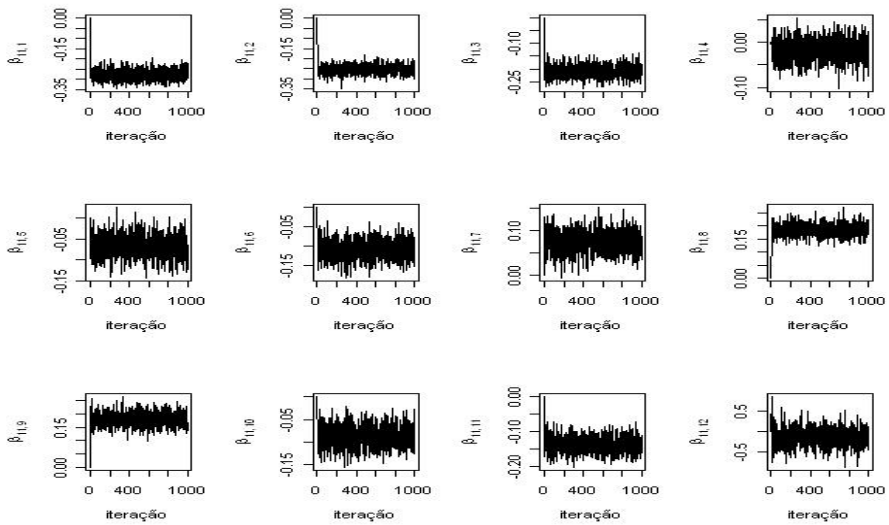 β11,1
0.00
-0.15
-0.35
0
400
1000
iteração
β11,2
0.00
-0.15
-0.35
0
400
1000
iteração
β11,3
-0.10
-0.25
0
400
1000
iteração
β11,4
0.00
-0.10
0
400
1000
iteração
β11,5
-0.05
-0.15
0
400
1000
iteração
β11,6
-0.05
-0.15
0
400
1000
iteração
β11,7
0.10
0.00
0
400
1000
iteração
β11,8
0.15
0.00
0
400
1000
iteração
β11,9
0.15
0.00
0
400
1000
iteração
β11,10
-0.05
-0.15
0
400
1000
iteração
β11,11
0.00
-0.10
-0.20
0
400
1000
iteração
β11,12
0.5
-0.5
0
400
1000
iteração